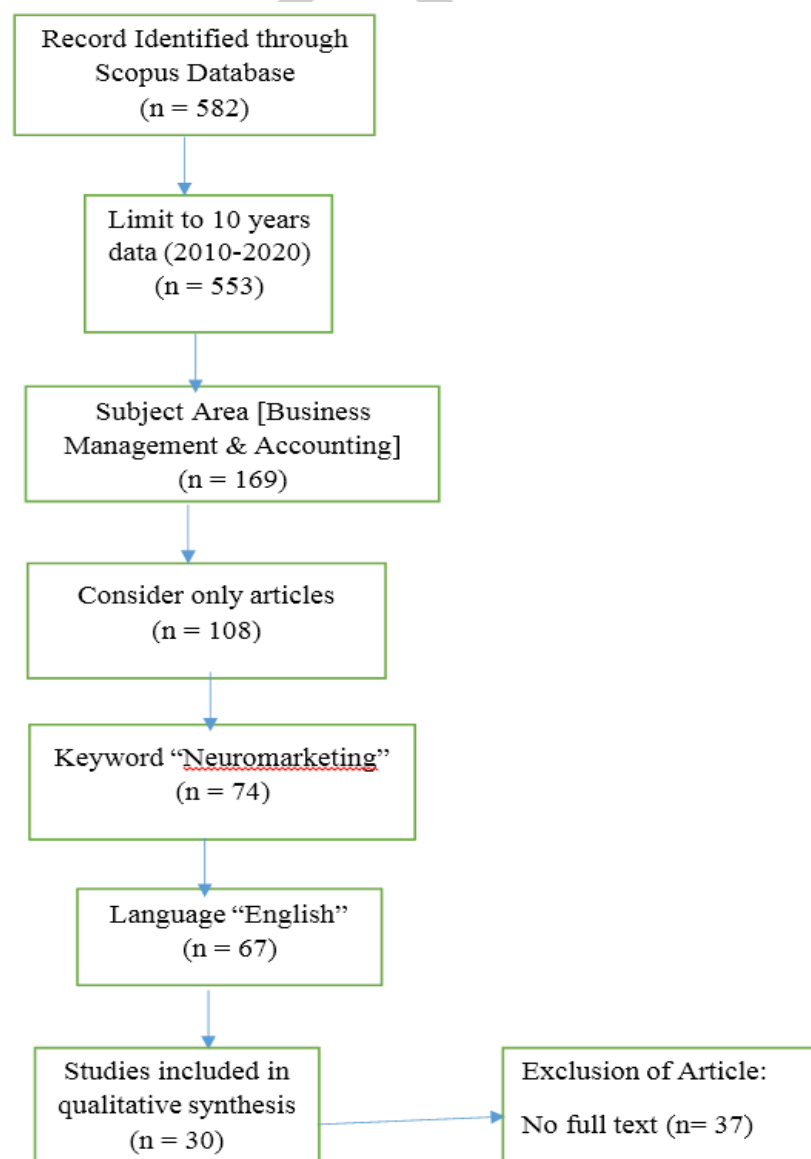 Record Identified through
Scopus Database
(n = 582)
Limit to 10 years
data (2010-2020)
(n = 553)
Subject Area [Business
Management & Accounting]
(n = 169)
Consider only articles
(n = 108)
Keyword “Neuromarketing”
(n = 74)
Language “English”
(n = 67)
Studies included in
qualitative synthesis
(n = 30)
Exclusion of Article:
No full text (n= 37)